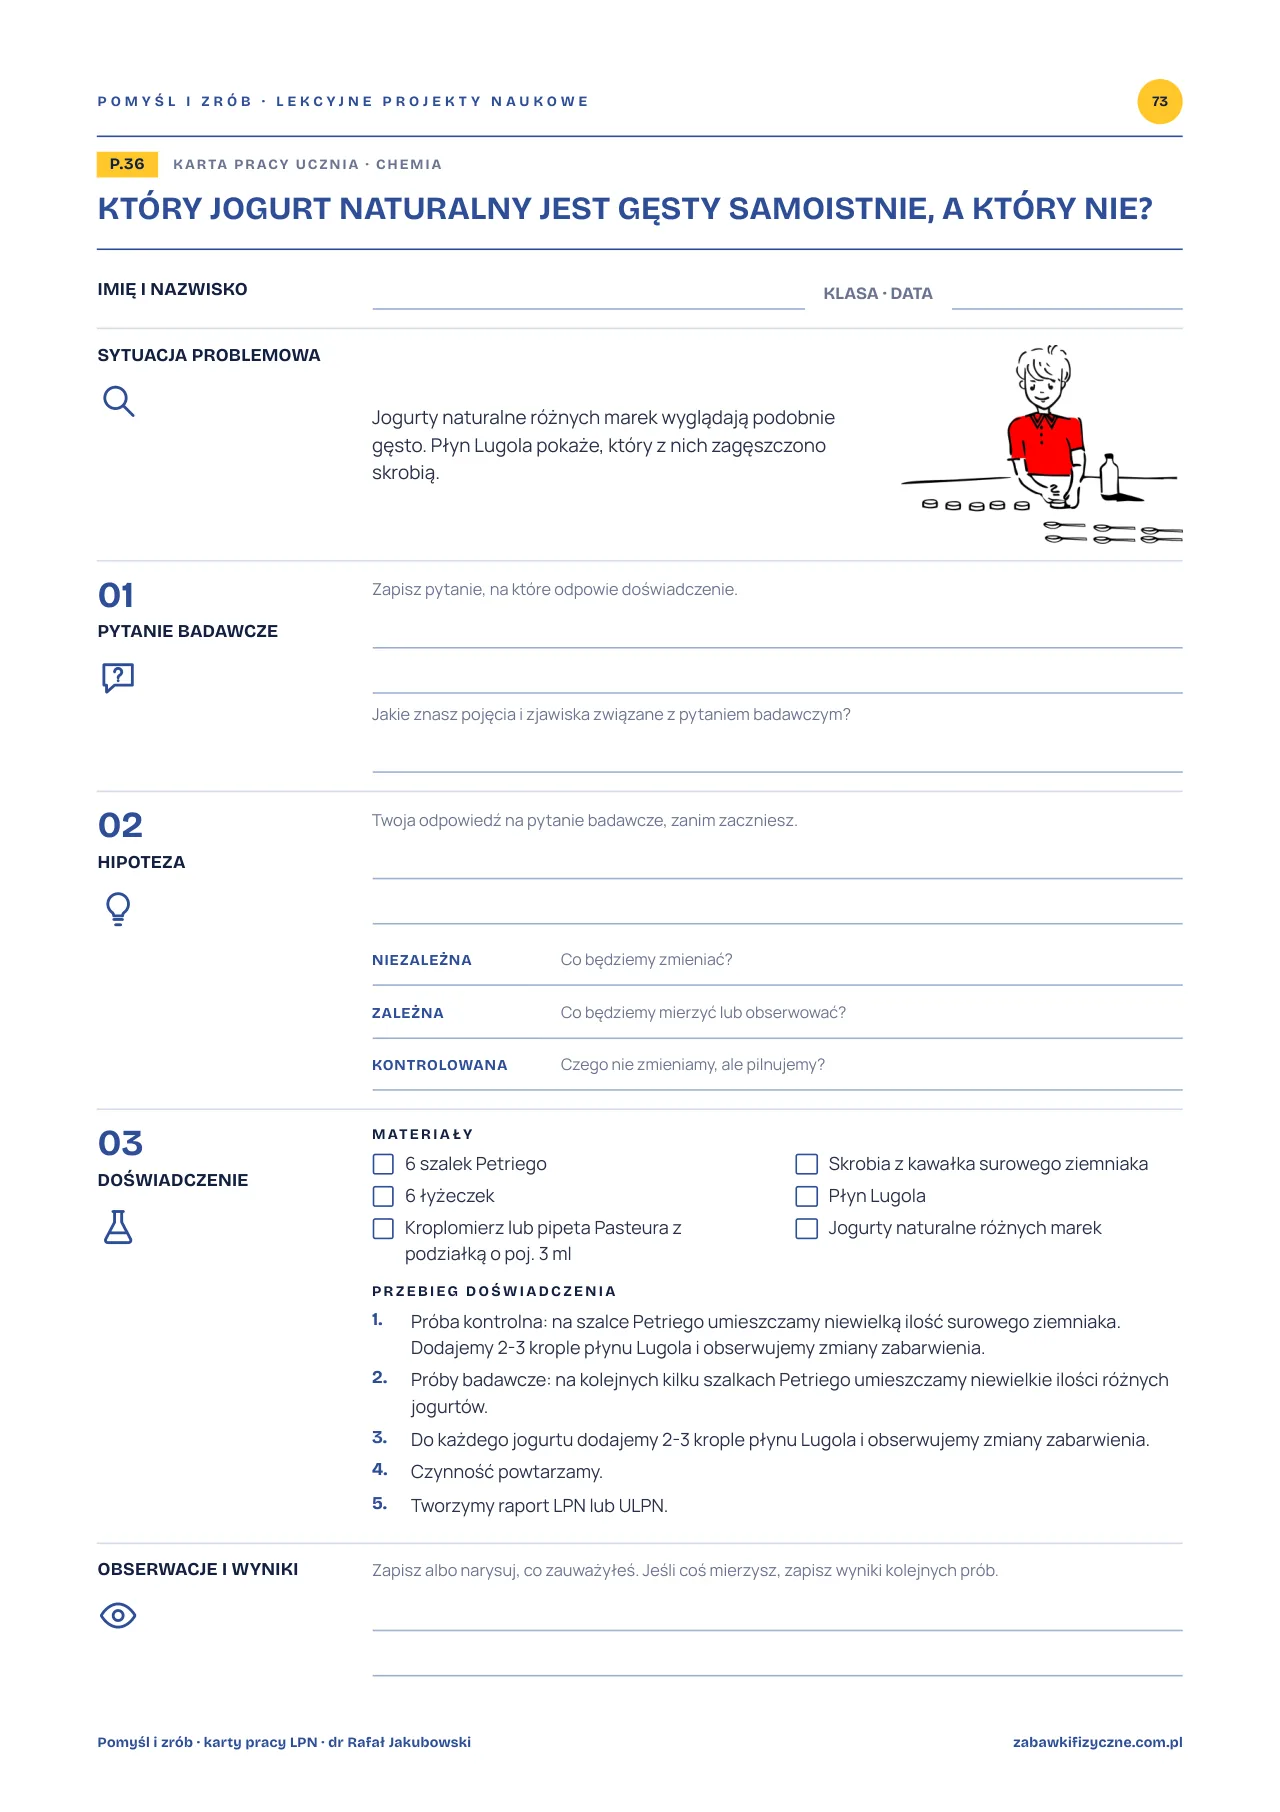 POMYŚL I ZRÓB · LEKCYJNE PROJEKTY NAUKOWE
73
P.36
KARTA PRACY UCZNIA · CHEMIA
KTÓRY JOGURT NATURALNY JEST GĘSTY SAMOISTNIE, A KTÓRY NIE?
IMIĘ I NAZWISKO
KLASA · DATA
SYTUACJA PROBLEMOWA
Jogurty naturalne różnych marek wyglądają podobnie
gęsto. Płyn Lugola pokaże, który z nich zagęszczono
skrobią.
01
PYTANIE BADAWCZE
Zapisz pytanie, na które odpowie doświadczenie.
Jakie znasz pojęcia i zjawiska związane z pytaniem badawczym?
02
HIPOTEZA
Twoja odpowiedź na pytanie badawcze, zanim zaczniesz.
NIEZALEŻNA
Co będziemy zmieniać?
ZALEŻNA
Co będziemy mierzyć lub obserwować?
KONTROLOWANA
Czego nie zmieniamy, ale pilnujemy?
03
DOŚWIADCZENIE
MATERIAŁY
6 szalek Petriego
Skrobia z kawałka surowego ziemniaka
6 łyżeczek
Płyn Lugola
Kroplomierz lub pipeta Pasteura z
podziałką o poj. 3 ml
Jogurty naturalne różnych marek
PRZEBIEG DOŚWIADCZENIA
1. Próba kontrolna: na szalce Petriego umieszczamy niewielką ilość surowego ziemniaka.
Dodajemy 2-3 krople płynu Lugola i obserwujemy zmiany zabarwienia.
2. Próby badawcze: na kolejnych kilku szalkach Petriego umieszczamy niewielkie ilości różnych
jogurtów.
3. Do każdego jogurtu dodajemy 2-3 krople płynu Lugola i obserwujemy zmiany zabarwienia.
4. Czynność powtarzamy.
5. Tworzymy raport LPN lub ULPN.
OBSERWACJE I WYNIKI
Zapisz albo narysuj, co zauważyłeś. Jeśli coś mierzysz, zapisz wyniki kolejnych prób.
Pomyśl i zrób · karty pracy LPN · dr Rafał Jakubowski
zabawkifizyczne.com.pl